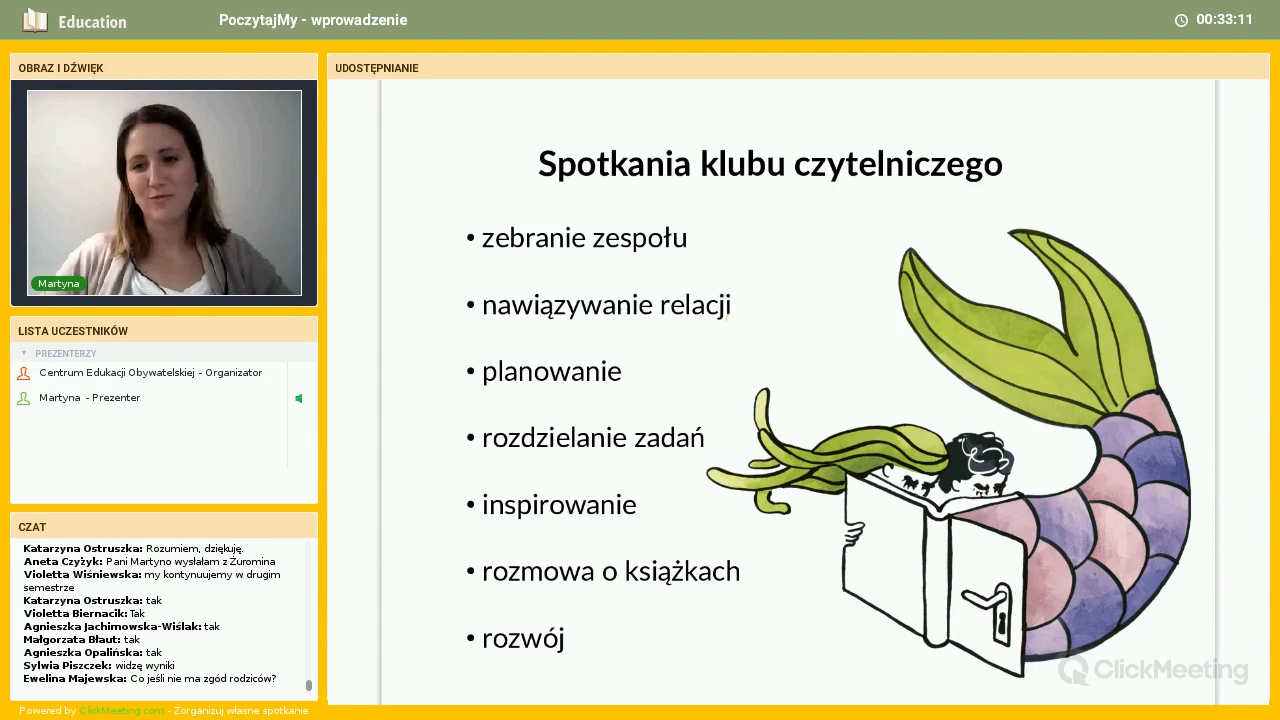 Education
PoczytajMy - wprowadzenie
00:33:11
OBRAZ I DŹWIĘK
Martyna
LISTA UCZESTNIKÓW
PREZENTERZY
Centrum Edukacji Obywatelskiej - Organizator
Martyna - Prezenter
CZAT
Katarzyna Ostruszka: Rozumiem, dziękuję.
Aneta Czyżyk: Pani Martyno wysłałam z Żuromina
Violetta Wiśniewska: my kontynuujemy w drugim
semestrze
Katarzyna Ostruszka: tak
Violetta Biernacik: Tak
Agnieszka Jachimowska-Wiślak: tak
Małgorzata Błaut: tak
Agnieszka Opalińska: tak
Sylwia Piszczek: widzę wyniki
Ewelina Majewska: Co jeśli nie ma zgód rodziców?
Powered by ClickMeeting.com - Zorganizuj własne spotkanie
UDOSTĘPNIANIE
Spotkania klubu czytelniczego
• zebranie zespołu
• nawiązywanie relacji
• planowanie
• rozdzielanie zadań
• inspirowanie
• rozmowa o książkach
• rozwój
ClickMeeting